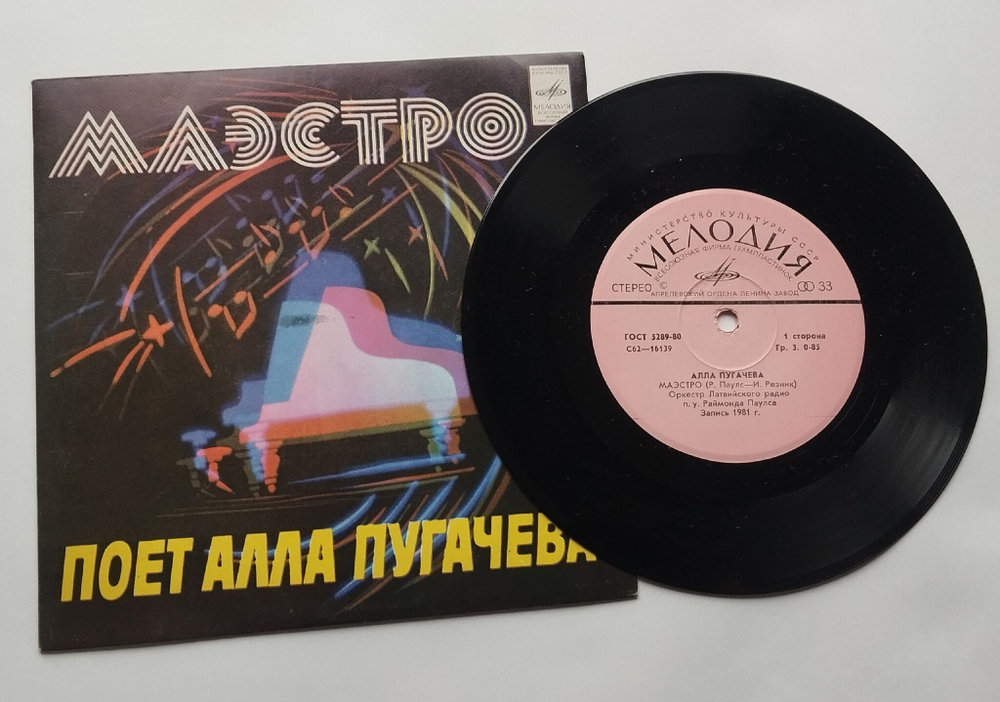 МАЭСТРО
МЕЛОДИЯ
ПОЕТ АЛЛА ПУГАЧЕВА
МИНИСТЕРСТВО КУЛЬТУРЫ СССР
МЕЛОДИЯ
ВСЕСОЮЗНАЯ ФИРМА ГРАМПЛАСТИНОК
СТЕРЕО 33
АПРЕЛЕВСКИЙ ОРДЕНА ЛЕНИНА ЗАВОД
ГОСТ 5289-80 1 сторона
С62—16139 Гр. 3. 0-85
АЛЛА ПУГАЧЕВА
МАЭСТРО (Р. Паулс—И. Резник)
Оркестр Латвийского радио
п. у. Раймонда Паулса
Запись 1981 г.